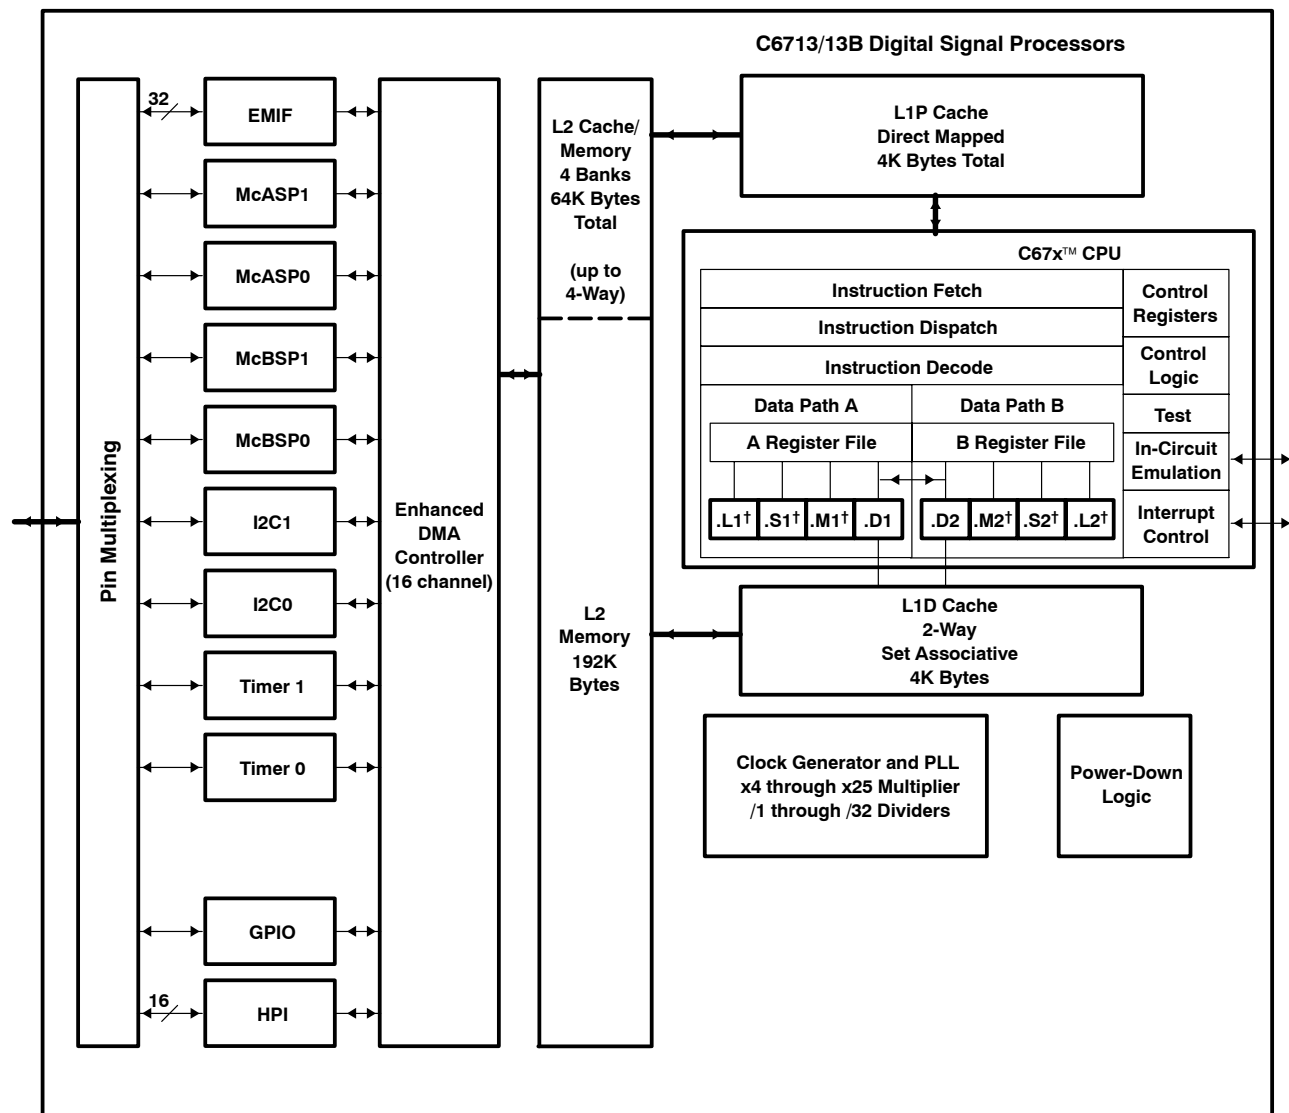 C6713/13B Digital Signal Processors
Pin Multiplexing
32
EMIF
McASP1
McASP0
McBSP1
McBSP0
I2C1
I2C0
Timer 1
Timer 0
GPIO
16
HPI
Enhanced
DMA
Controller
(16 channel)
L2 Cache/
Memory
4 Banks
64K Bytes
Total
(up to
4-Way)
L2
Memory
192K
Bytes
L1P Cache
Direct Mapped
4K Bytes Total
C67x™ CPU
Instruction Fetch
Instruction Dispatch
Instruction Decode
Data Path A
Data Path B
A Register File
B Register File
.L1† .S1† .M1† .D1
.D2 .M2† .S2† .L2†
Control
Registers
Control
Logic
Test
In-Circuit
Emulation
Interrupt
Control
L1D Cache
2-Way
Set Associative
4K Bytes
Clock Generator and PLL
x4 through x25 Multiplier
/1 through /32 Dividers
Power-Down
Logic